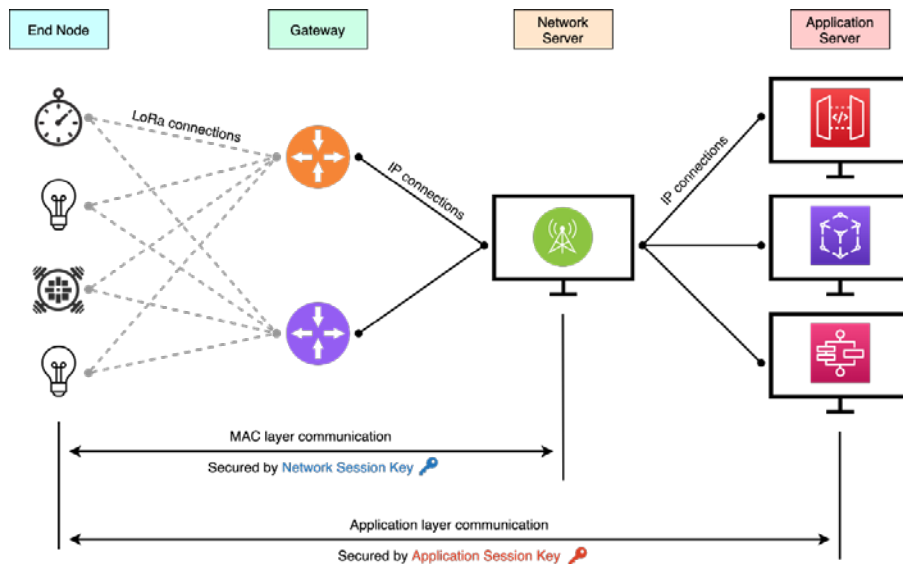 End Node
Gateway
Network
Server
Application
Server
LoRa connections
IP connections
IP connections
</>
MAC layer communication
Secured by Network Session Key
Application layer communication
Secured by Application Session Key